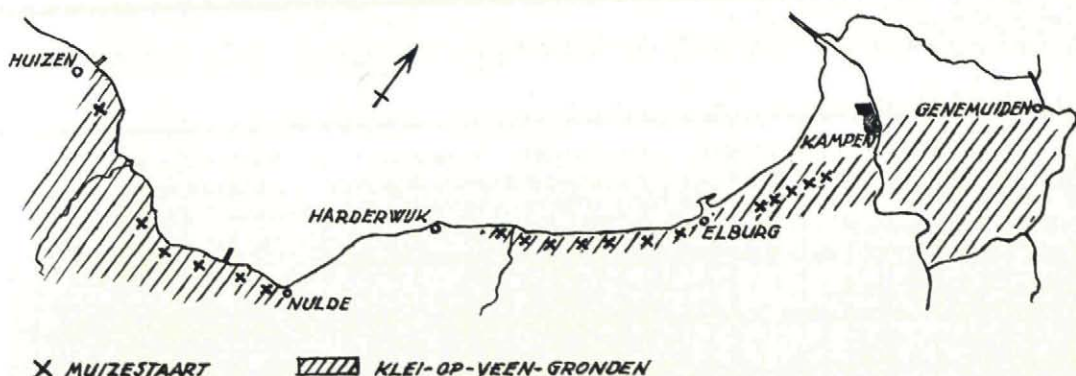 HUIZEN
GENEMUIDEN
KAMPEN
HARDERWIJK
ELBURG
NULDE
X MUIZESTAART KLEI-OP-VEEN-GRONDEN